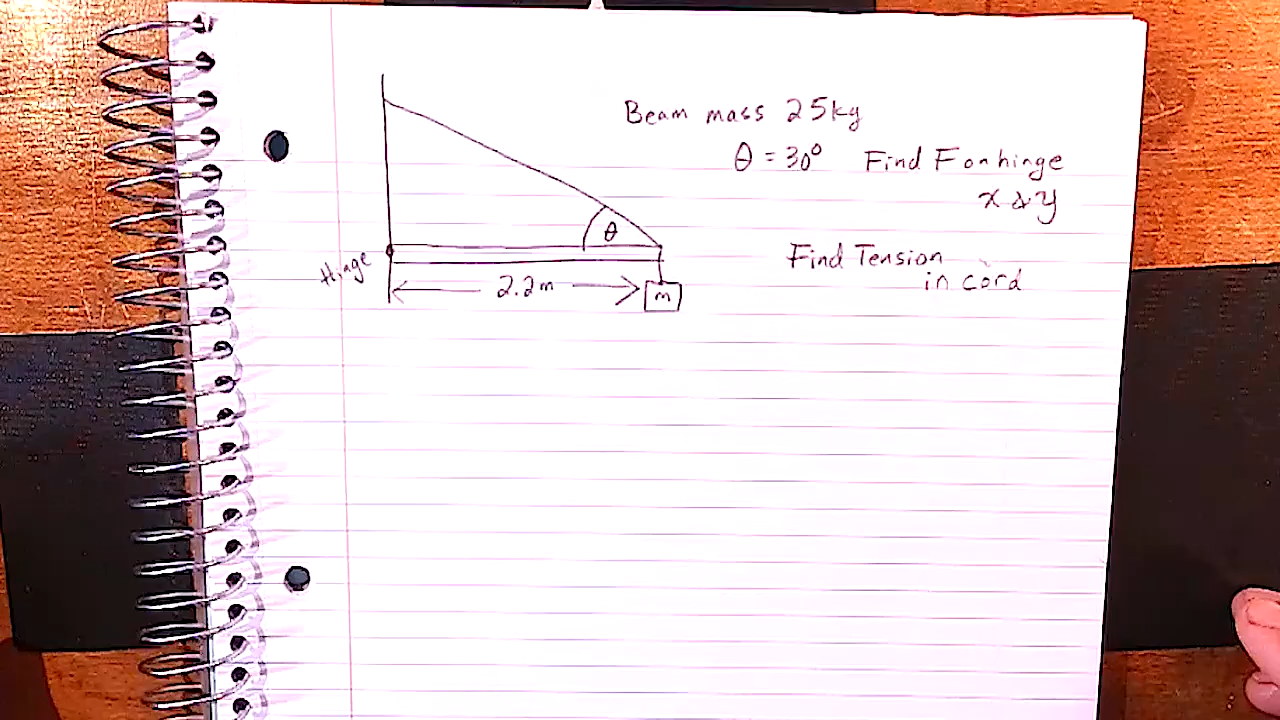 Beam mass 25kg
θ = 30° Find F on hinge
x & y
θ
Hinge
Find Tension
in cord
2.2m
m